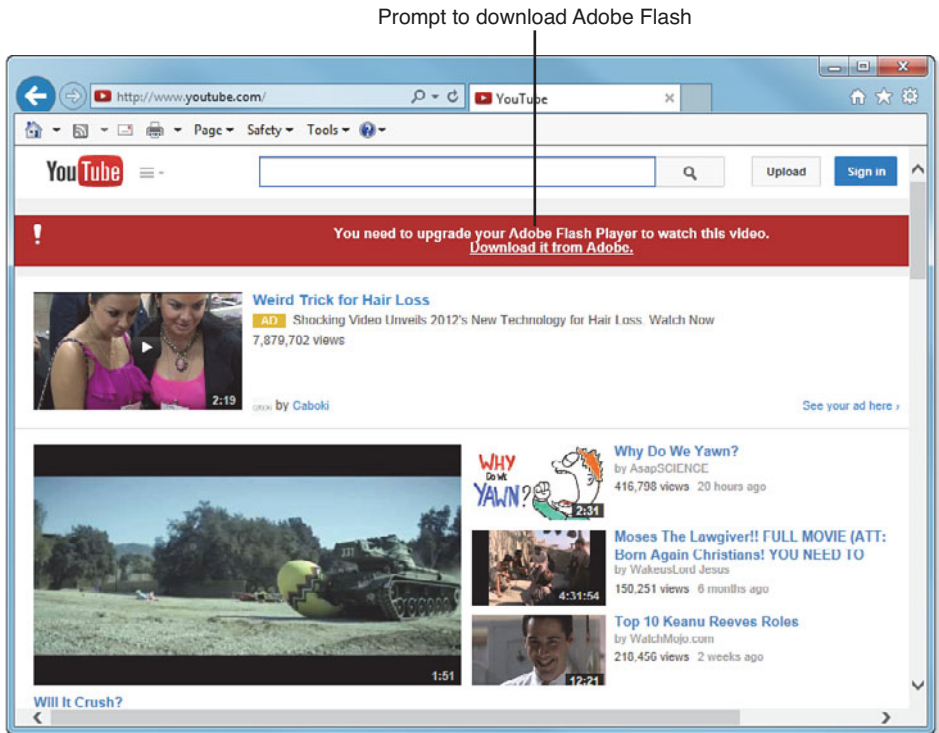 Prompt to download Adobe Flash
http://www.youtube.com/
YouTube
Page
Safety
Tools
YouTube
Upload
Sign in
You need to upgrade your Adobe Flash Player to watch this video.
Download it from Adobe.
Weird Trick for Hair Loss
AD Shocking Video Unveils 2012's New Technology for Hair Loss. Watch Now
7,879,702 views
2:19
by Caboki
See your ad here ›
WHY DO WE YAWN?
2:31
Why Do We Yawn?
by AsapSCIENCE
416,798 views 20 hours ago
Moses The Lawgiver!! FULL MOVIE (ATT:
Born Again Christians! YOU NEED TO
by WakeusLord Jesus
150,251 views 6 months ago
4:31:54
Top 10 Keanu Reeves Roles
by WatchMojo.com
218,456 views 2 weeks ago
12:21
1:51
Will It Crush?